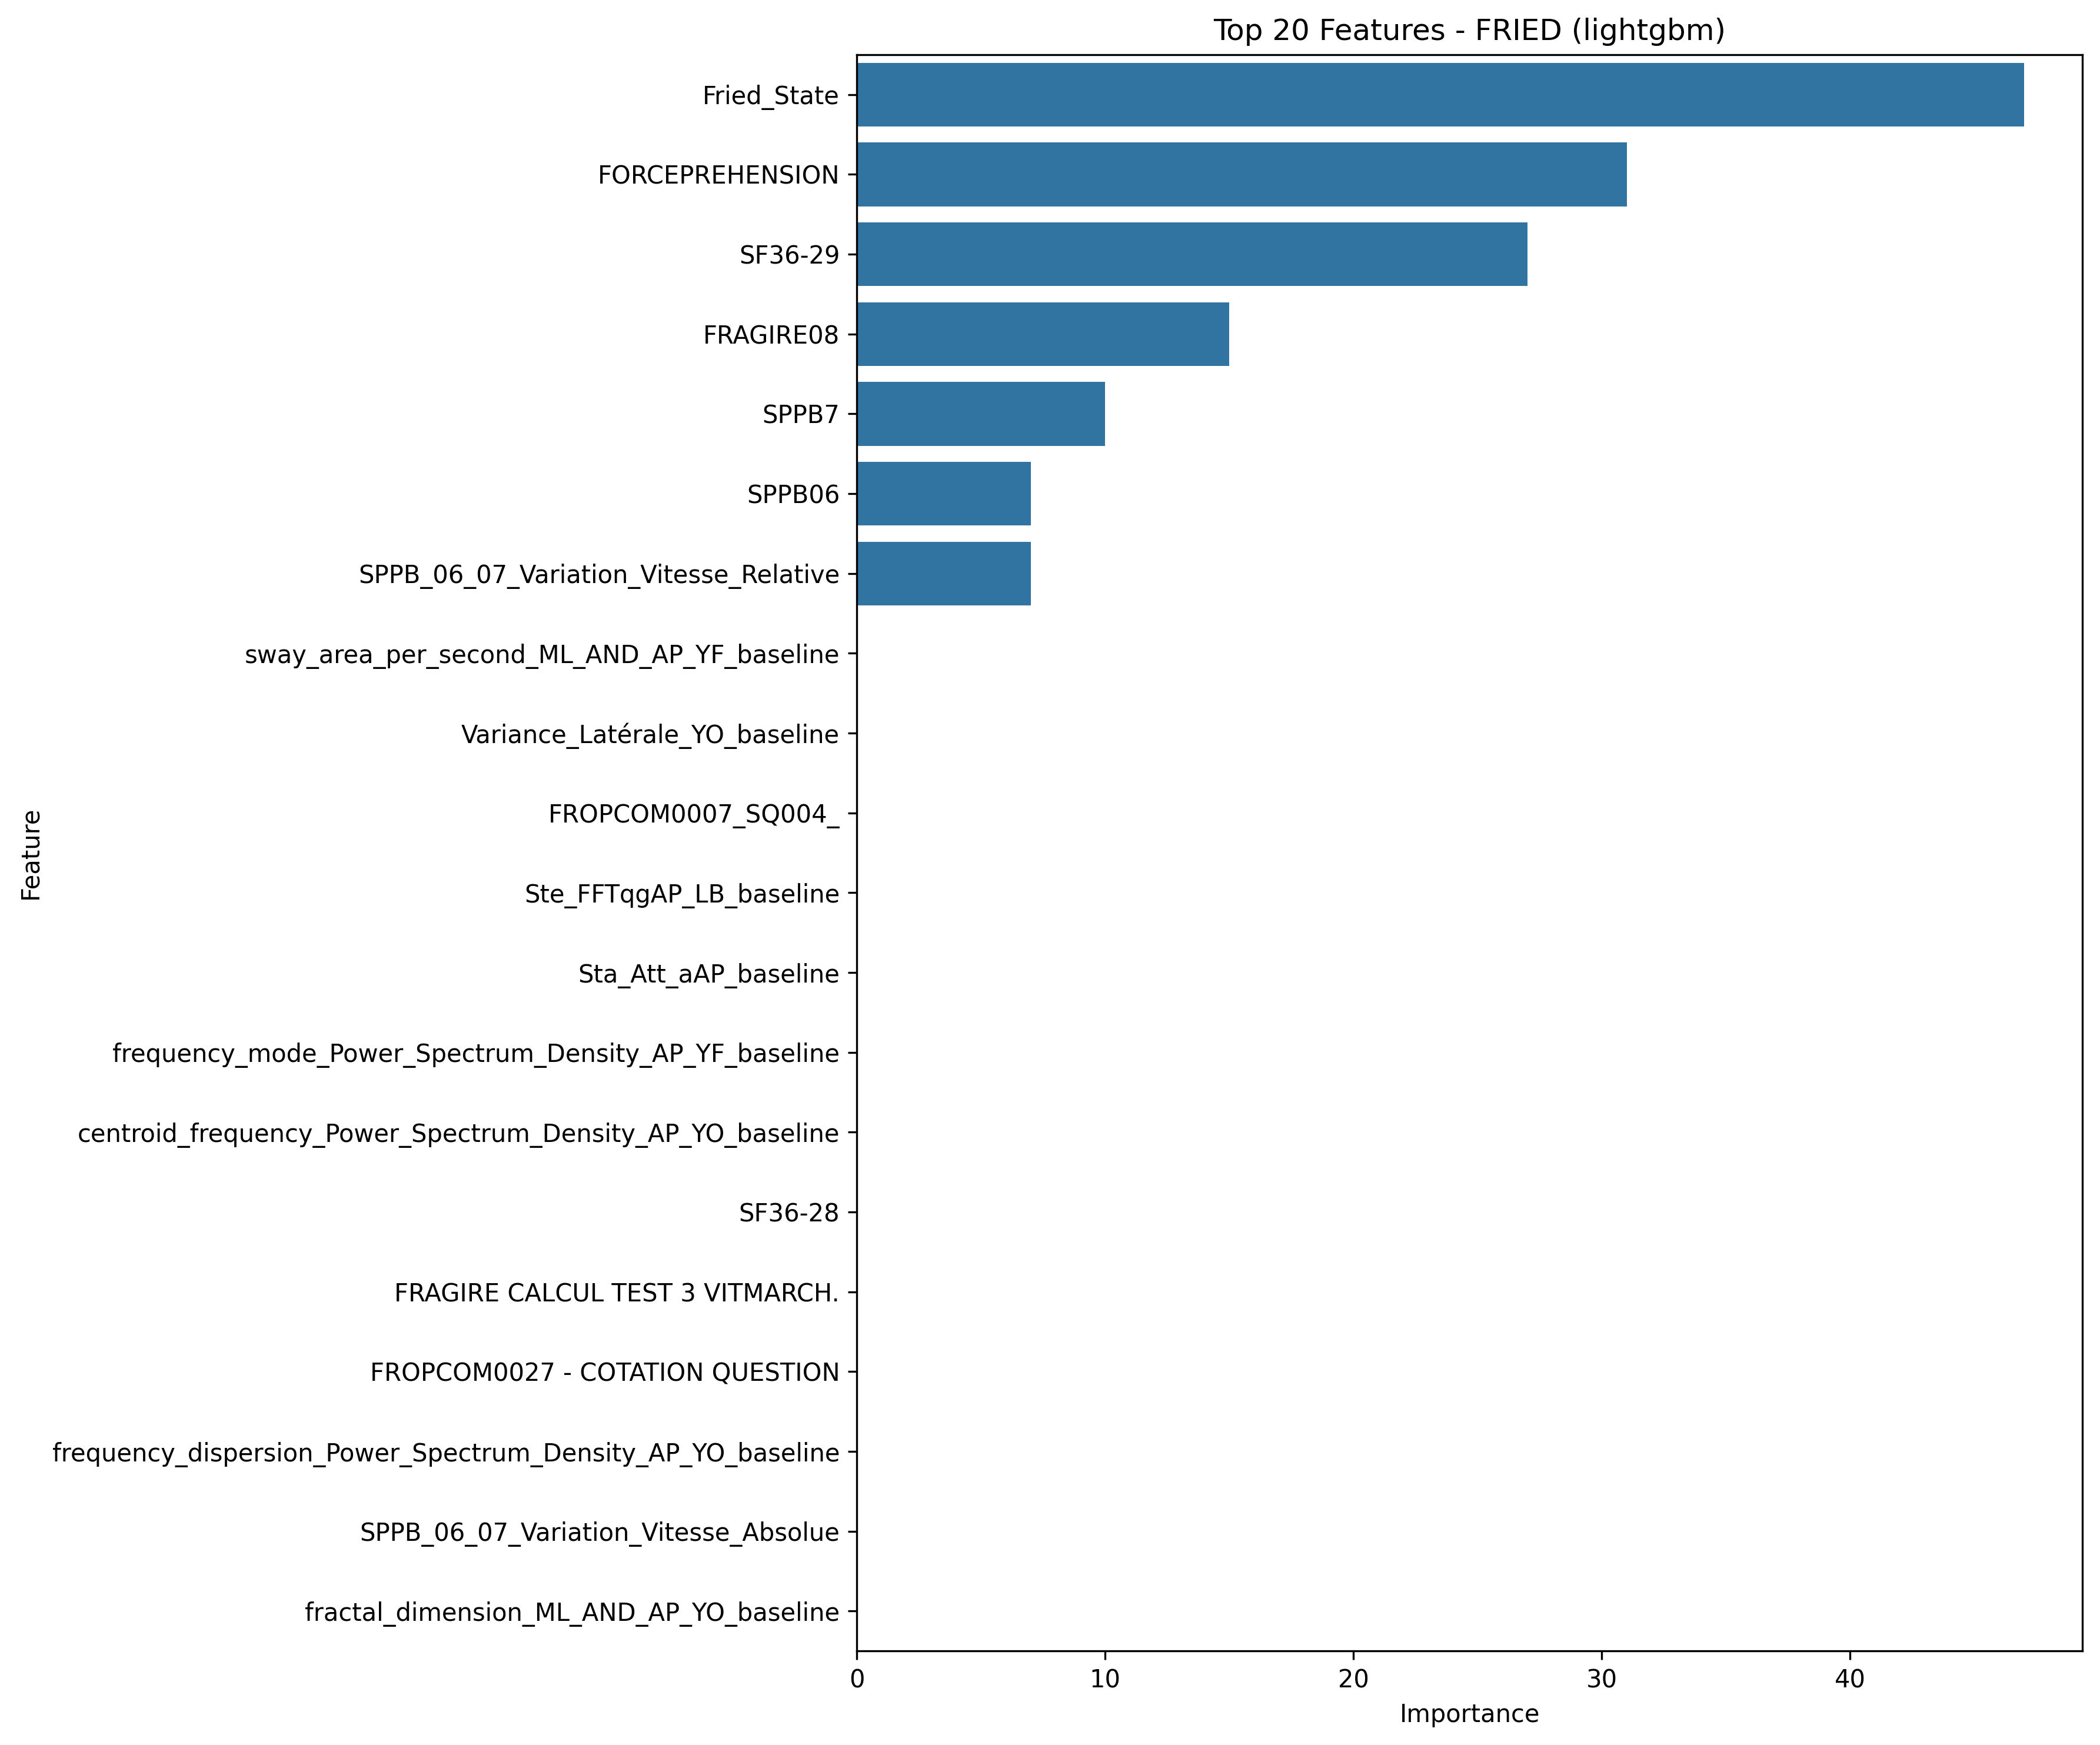 Top 20 Features - FRIED (lightgbm)
Fried_State
FORCEPREHENSION
SF36-29
FRAGIRE08
SPPB7
SPPB06
SPPB_06_07_Variation_Vitesse_Relative
sway_area_per_second_ML_AND_AP_YF_baseline
Variance_Latérale_YO_baseline
FROPCOM0007_SQ004_
Ste_FFTqgAP_LB_baseline
Sta_Att_aAP_baseline
frequency_mode_Power_Spectrum_Density_AP_YF_baseline
centroid_frequency_Power_Spectrum_Density_AP_YO_baseline
SF36-28
FRAGIRE CALCUL TEST 3 VITMARCH.
FROPCOM0027 - COTATION QUESTION
frequency_dispersion_Power_Spectrum_Density_AP_YO_baseline
SPPB_06_07_Variation_Vitesse_Absolue
fractal_dimension_ML_AND_AP_YO_baseline
Feature
0 10 20 30 40
Importance